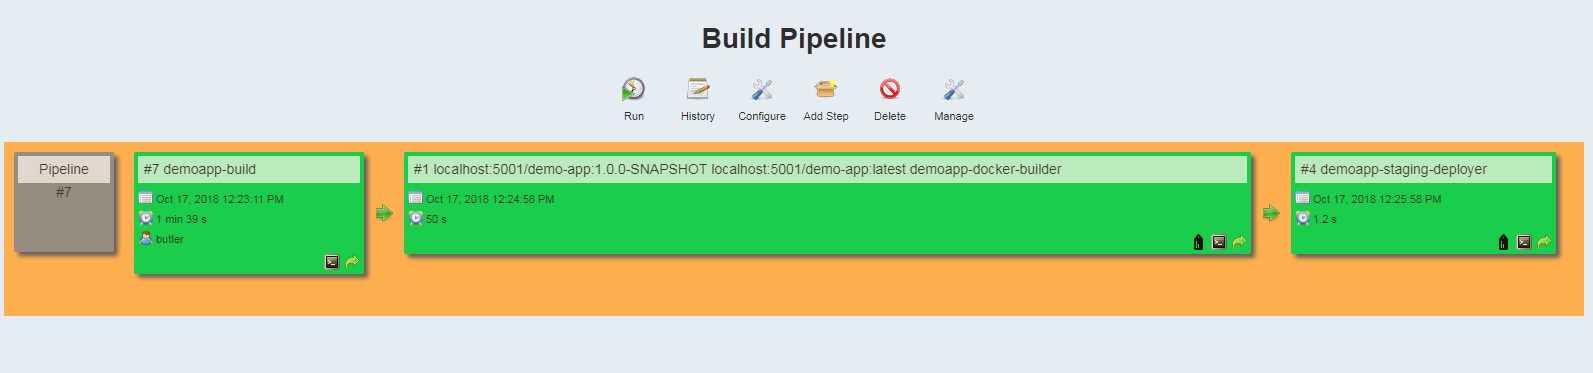 Build Pipeline
Run History Configure Add Step Delete Manage
Pipeline
#7
#7 demoapp-build
Oct 17, 2018 12:23:11 PM
1 min 39 s
butler
#1 localhost:5001/demo-app:1.0.0-SNAPSHOT localhost:5001/demo-app:latest demoapp-docker-builder
Oct 17, 2018 12:24:58 PM
50 s
#4 demoapp-staging-deployer
Oct 17, 2018 12:25:58 PM
1.2 s